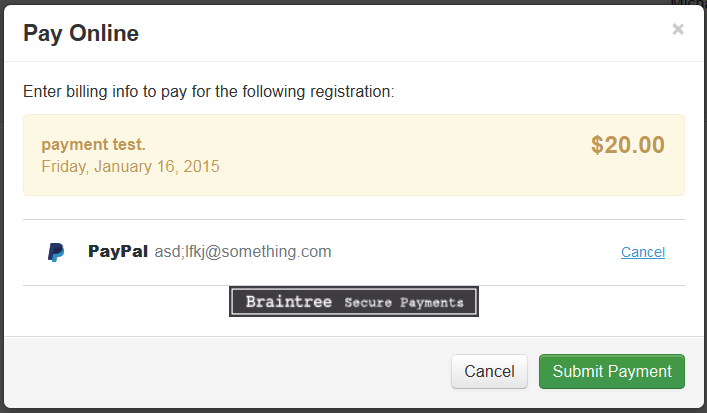 Pay Online
×
Enter billing info to pay for the following registration:
payment test.
$20.00
Friday, January 16, 2015
PayPal asd;lfkj@something.com
Cancel
Braintree Secure Payments
Cancel
Submit Payment